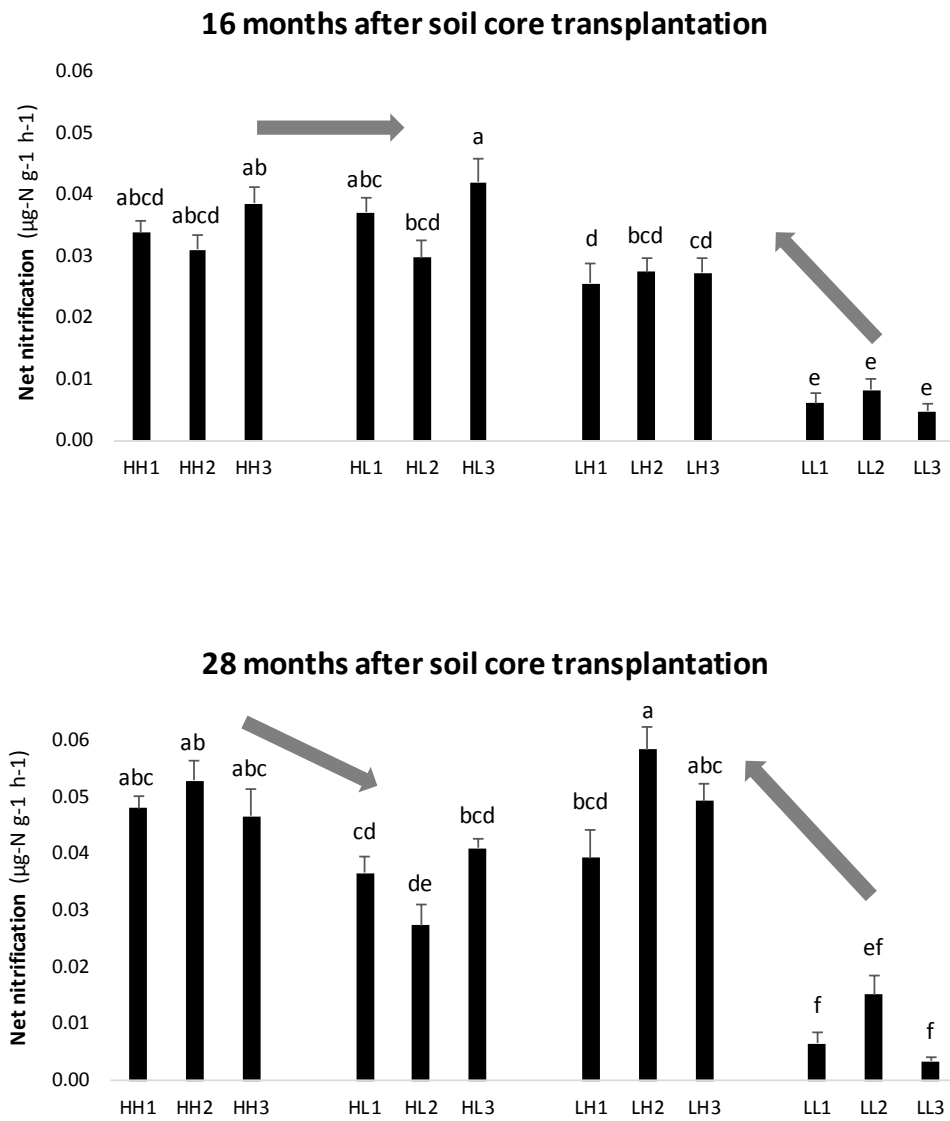 16 months after soil core transplantation
Net nitrification (µg-N g-1 h-1)
0.06
0.05
0.04
0.03
0.02
0.01
0.00
abcd
abcd
ab
abc
bcd
a
d
bcd
cd
e
e
e
HH1 HH2 HH3 HL1 HL2 HL3 LH1 LH2 LH3 LL1 LL2 LL3
28 months after soil core transplantation
Net nitrification (µg-N g-1 h-1)
0.06
0.05
0.04
0.03
0.02
0.01
0.00
abc
ab
abc
cd
de
bcd
bcd
a
abc
f
ef
f
HH1 HH2 HH3 HL1 HL2 HL3 LH1 LH2 LH3 LL1 LL2 LL3